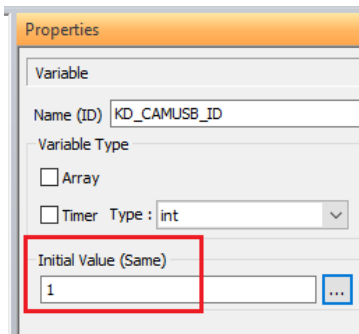 Properties
Variable
Name (ID) KD_CAMUSB_ID
Variable Type
Array
Timer Type : int
Initial Value (Same)
1 ...